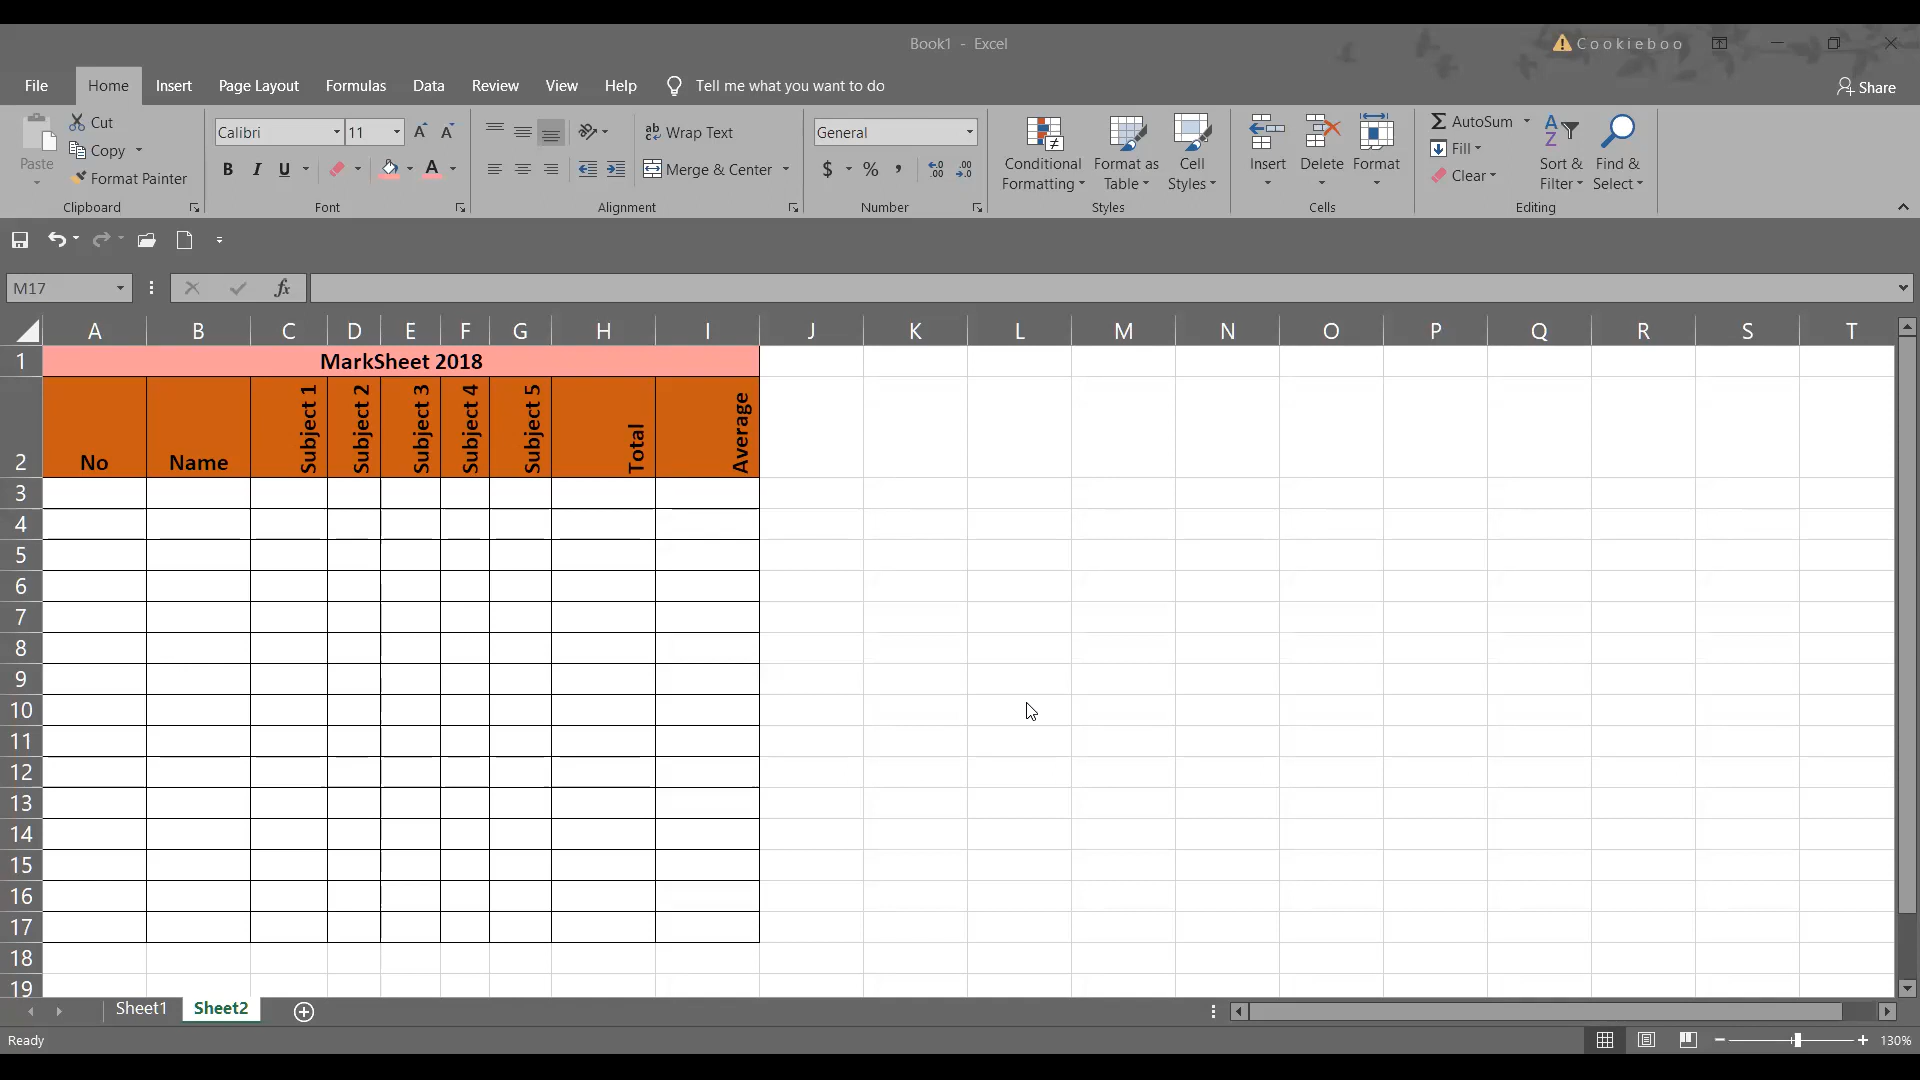 Book1 - Excel
Cookieboo
File Home Insert Page Layout Formulas Data Review View Help Tell me what you want to do Share
Paste
Cut
Copy
Format Painter
Clipboard
Calibri 11
B I U A
Font
ab Wrap Text
Merge & Center
Alignment
General
$ % ,
Number
Conditional Formatting
Format as Table
Cell Styles
Styles
Insert
Delete
Format
Cells
AutoSum
Fill
Clear
Sort & Filter
Find & Select
Editing
M17 fx
A B C D E F G H I J K L M N O P Q R S T
1 MarkSheet 2018
2 No Name Subject 1 Subject 2 Subject 3 Subject 4 Subject 5 Total Average
3
4
5
6
7
8
9
10
11
12
13
14
15
16
17
18
19
Sheet1 Sheet2
Ready 130%